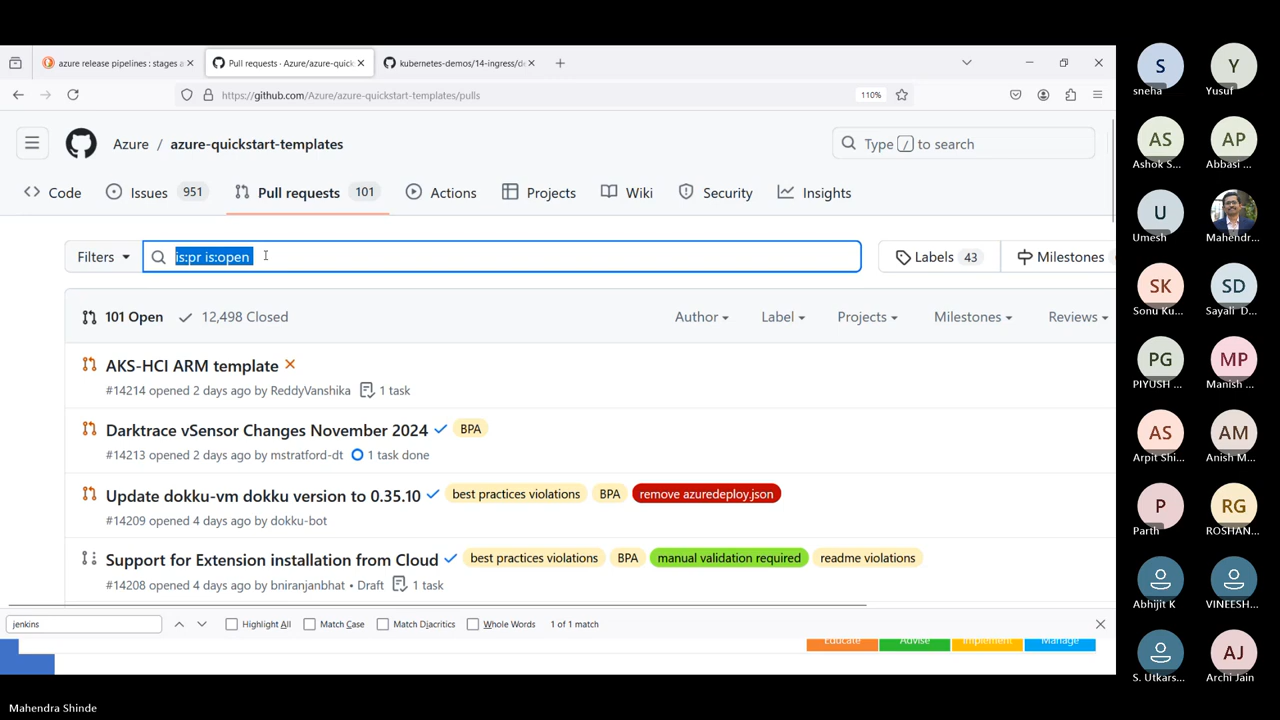 azure release pipelines : stages a
Pull requests · Azure/azure-quick
kubernetes-demos/14-ingress/de
https://github.com/Azure/azure-quickstart-templates/pulls
110%
Azure / azure-quickstart-templates
Type / to search
Code
Issues 951
Pull requests 101
Actions
Projects
Wiki
Security
Insights
Filters
is:pr is:open
Labels 43
Milestones
101 Open
12,498 Closed
Author
Label
Projects
Milestones
Reviews
AKS-HCI ARM template
#14214 opened 2 days ago by ReddyVanshika 1 task
Darktrace vSensor Changes November 2024 BPA
#14213 opened 2 days ago by mstratford-dt 1 task done
Update dokku-vm dokku version to 0.35.10 best practices violations BPA remove azuredeploy.json
#14209 opened 4 days ago by dokku-bot
Support for Extension installation from Cloud best practices violations BPA manual validation required readme violations
#14208 opened 4 days ago by bniranjanbhat • Draft 1 task
jenkins
Highlight All
Match Case
Match Diacritics
Whole Words
1 of 1 match
Educate
Advise
Implement
Manage
S
sneha
Y
Yusuf
AS
Ashok S...
AP
Abbasi ...
U
Umesh
Mahendr...
SK
Sonu Ku...
SD
Sayali D...
PG
PIYUSH ...
MP
Manish ...
AS
Arpit Shi...
AM
Anish M...
P
Parth
RG
ROSHAN...
Abhijit K
VINEESH...
S. Utkars...
AJ
Archi Jain
Mahendra Shinde